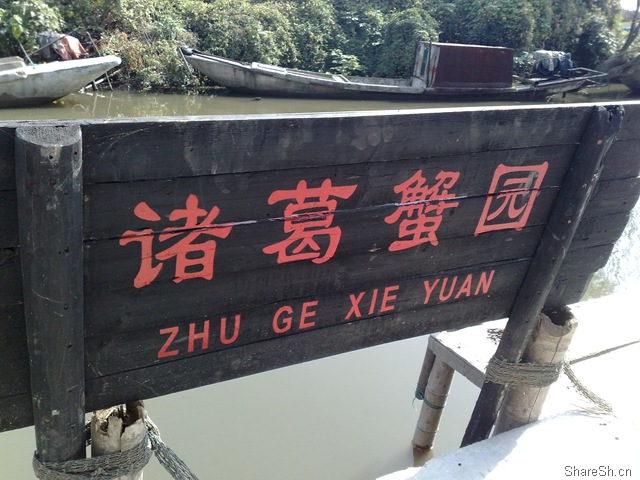 诸葛蟹园
ZHU GE XIE YUAN
ShareSh.cn